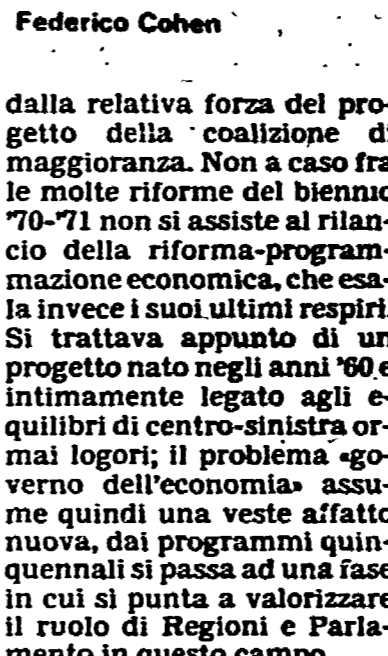 Federico Cohen
dalla relativa forza del pro-
getto della coalizione di
maggioranza. Non a caso fra
le molte riforme del biennio
'70-'71 non si assiste al rilan-
cio della riforma-program-
mazione economica, che esa-
la invece i suoi ultimi respiri.
Si trattava appunto di un
progetto nato negli anni '60 e
intimamente legato agli e-
quilibri di centro-sinistra or-
mai logori; il problema «go-
verno dell'economia» assu-
me quindi una veste affatto
nuova, dai programmi quin-
quennali si passa ad una fase
in cui si punta a valorizzare
il ruolo di Regioni e Parla-
mento in questo campo